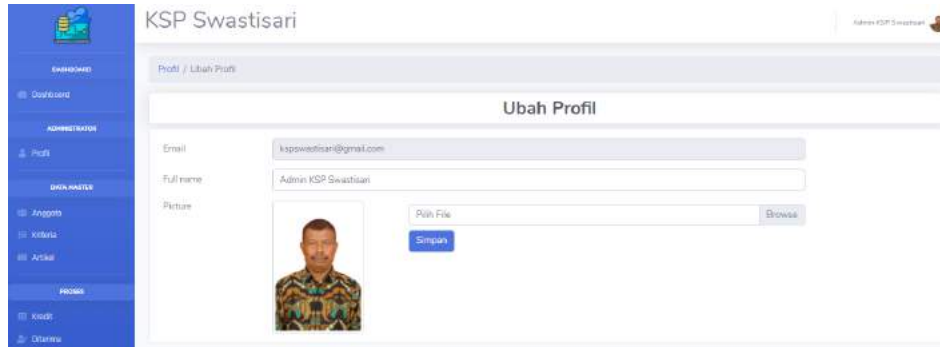 KSP Swastisari
Admin KSP Swastisari
DASHBOARD
Dashboard
ADMINISTRATOR
Profil
DATA MASTER
Anggota
Kriteria
Artikel
PROSES
Kredit
Diterima
Profil / Ubah Profil
Ubah Profil
Email
kspswastisari@gmail.com
Full name
Admin KSP Swastisari
Picture
Pilih File
Browse
Simpan